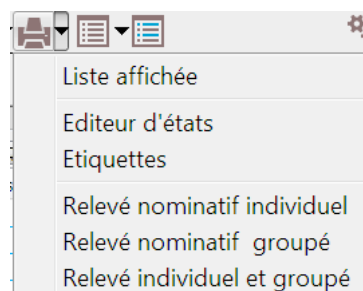 Liste affichée
Editeur d'états
Etiquettes
Relevé nominatif individuel
Relevé nominatif  groupé
Relevé individuel et groupé